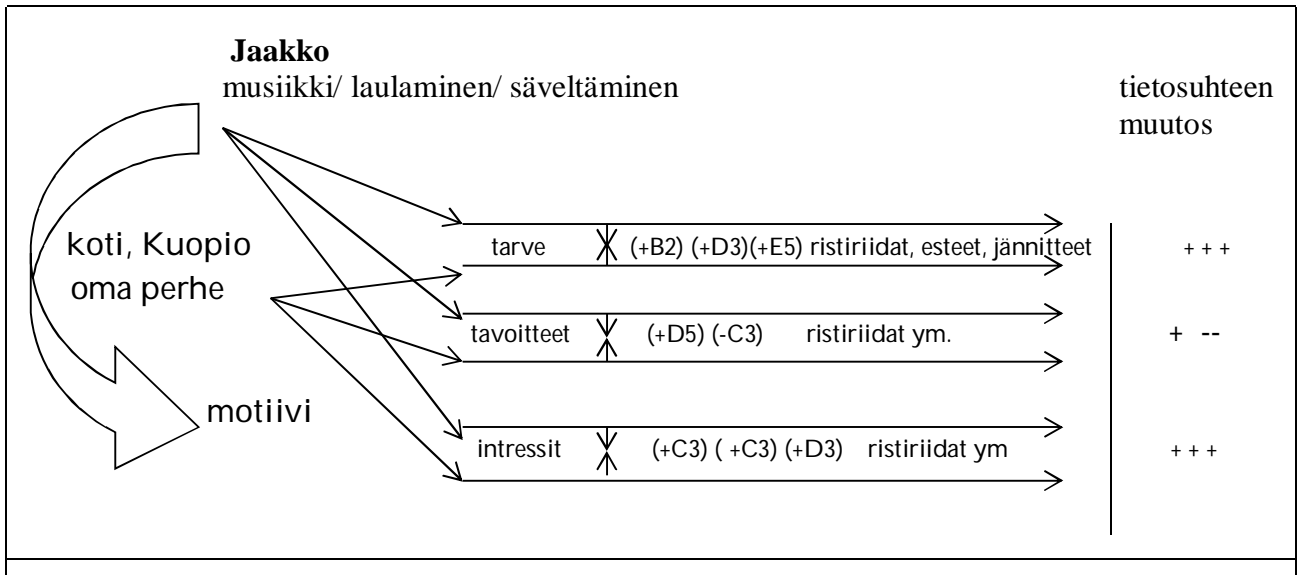 Jaakko
musiikki/ laulaminen/ säveltäminen
tietosuhteen
muutos
koti, Kuopio
oma perhe
motiivi
tarve (+B2) (+D3)(+E5) ristiriidat, esteet, jännitteet + + +
tavoitteet (+D5) (-C3) ristiriidat ym. + --
intressit (+C3) ( +C3) (+D3) ristiriidat ym + + +